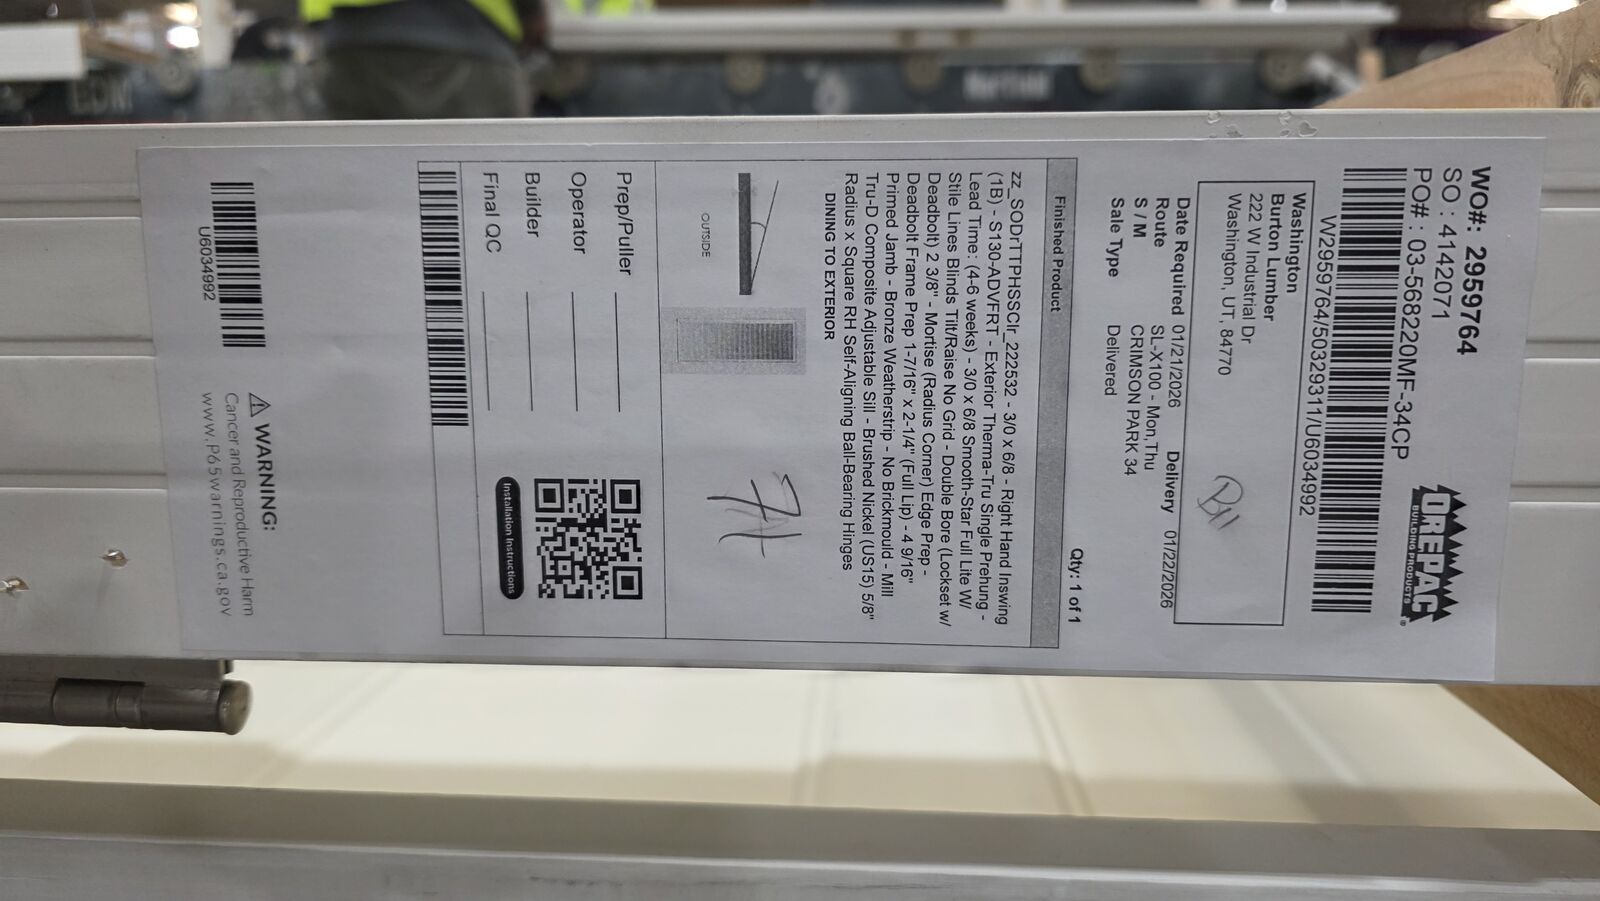 WO#: 2959764
SO : 41422071
PO# : 03-568220MF-34CP
OREPAC
BUILDING PRODUCTS ®
W2959764/50329311/U6034992
Washington
Burton Lumber
222 W Industrial Dr
Washington, UT, 84770
Date Required 01/21/2026 Delivery 01/22/2026
Route SL-X100 - Mon,Thu
S / M CRIMSON PARK 34
Sale Type Delivered
Qty: 1 of 1
Finished Product
zz_SODrTTPHSSClr_222532 - 3/0 x 6/8 - Right Hand Inswing
(1B) - S130-ADVFRT - Exterior Therma-Tru Single Prehung -
Lead Time: (4-6 weeks) - 3/0 x 6/8 Smooth-Star Full Lite W/
Stile Lines Blinds Tilt/Raise No Grid - Double Bore (Lockset w/
Deadbolt) 2 3/8" - Mortise (Radius Corner) Edge Prep -
Deadbolt Frame Prep 1-7/16" x 2-1/4" (Full Lip) - 4 9/16"
Primed Jamb - Bronze Weatherstrip - No Brickmould - Mill
Tru-D Composite Adjustable Sill - Brushed Nickel (US15) 5/8"
Radius x Square RH Self-Aligning Ball-Bearing Hinges
DINING TO EXTERIOR
OUTSIDE
Prep/Puller
Operator
Builder
Final QC
Installation Instructions
U6034992
⚠ WARNING:
Cancer and Reproductive Harm
www.P65warnings.ca.gov